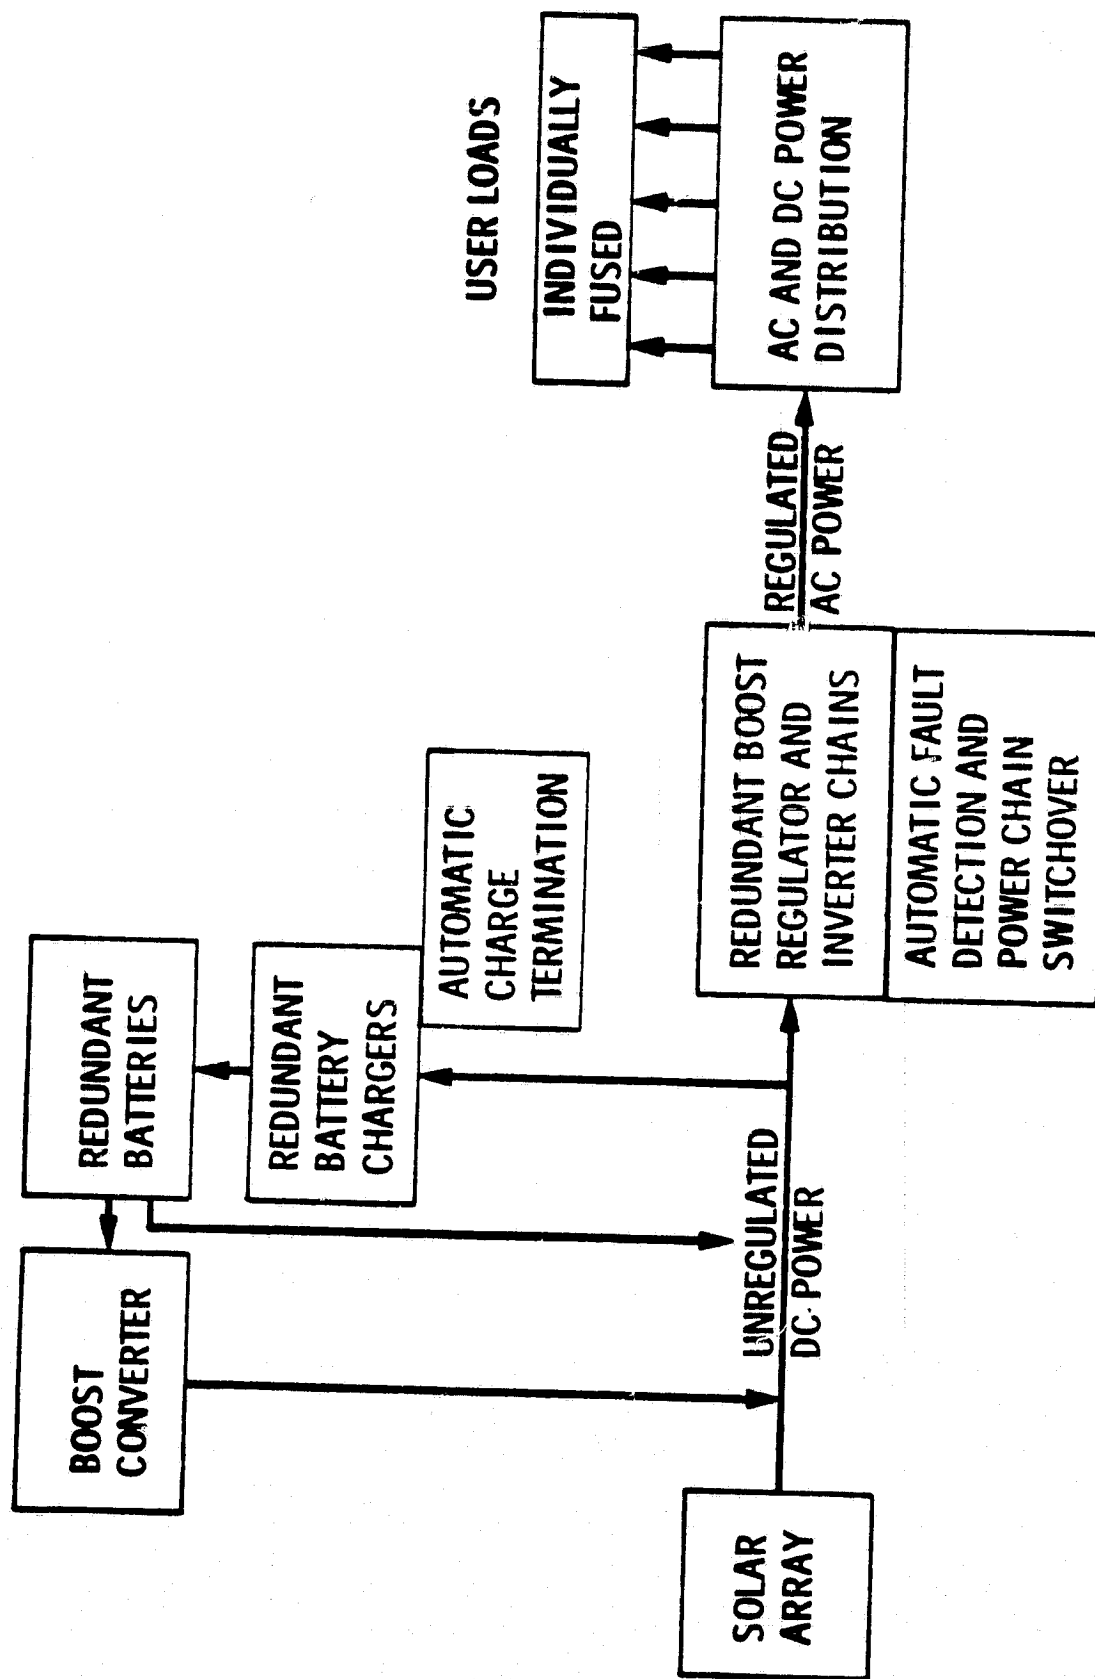 BOOST
CONVERTER
REDUNDANT
BATTERIES
REDUNDANT
BATTERY
CHARGERS
AUTOMATIC
CHARGE
TERMINATION
USER LOADS
INDIVIDUALLY
FUSED
SOLAR
ARRAY
UNREGULATED
DC POWER
REDUNDANT BOOST
REGULATOR AND
INVERTER CHAINS
AUTOMATIC FAULT
DETECTION AND
POWER CHAIN
SWITCHOVER
REGULATED
AC POWER
AC AND DC POWER
DISTRIBUTION